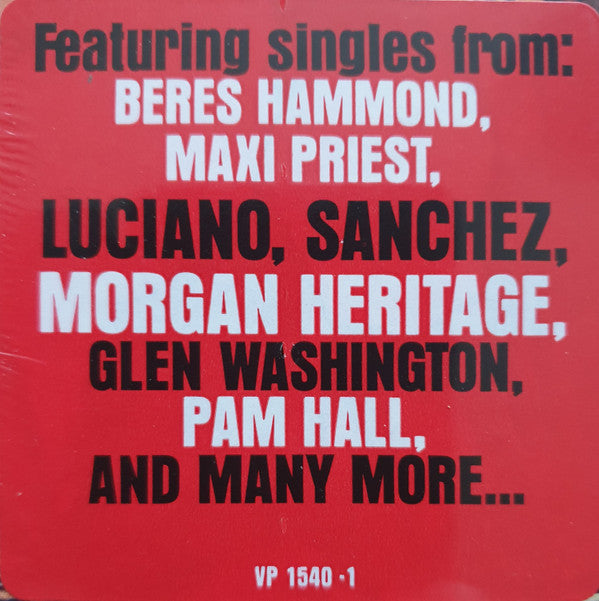 Featuring singles from:
BERES HAMMOND,
MAXI PRIEST,
LUCIANO, SANCHEZ,
MORGAN HERITAGE,
GLEN WASHINGTON,
PAM HALL,
AND MANY MORE...
VP 1540 -1